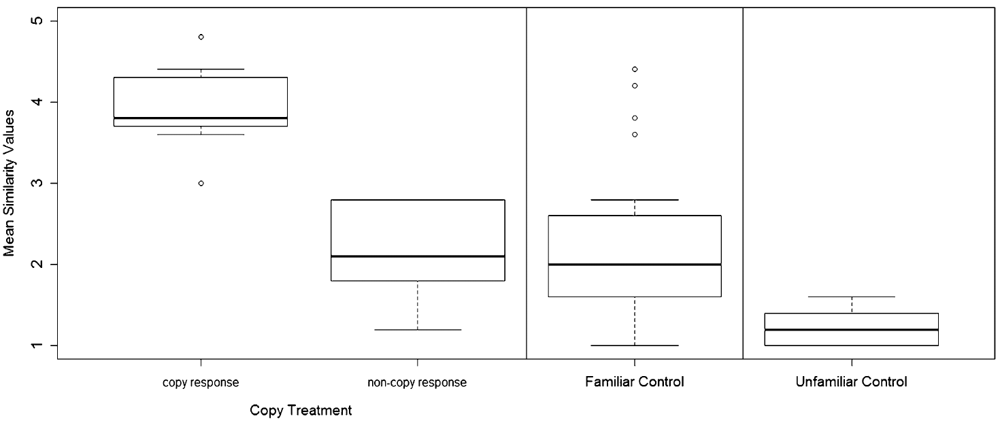 Mean Similarity Values
5
4
3
2
1
copy response
non-copy response
Familiar Control
Unfamiliar Control
Copy Treatment